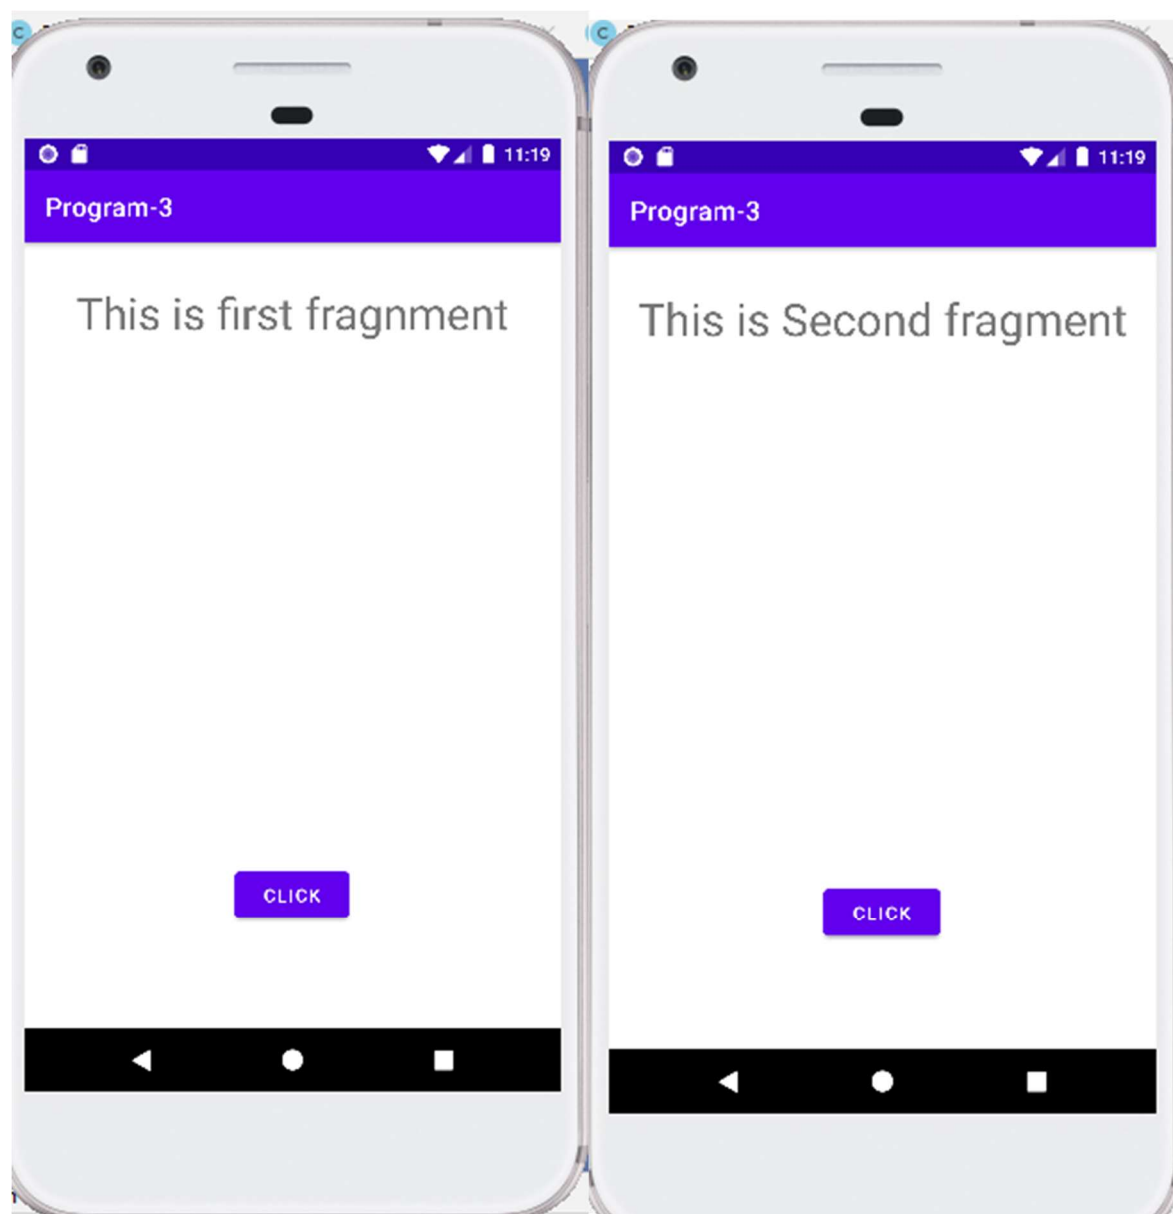 C
11:19
Program-3
This is first fragnment
CLICK
C
11:19
Program-3
This is Second fragment
CLICK